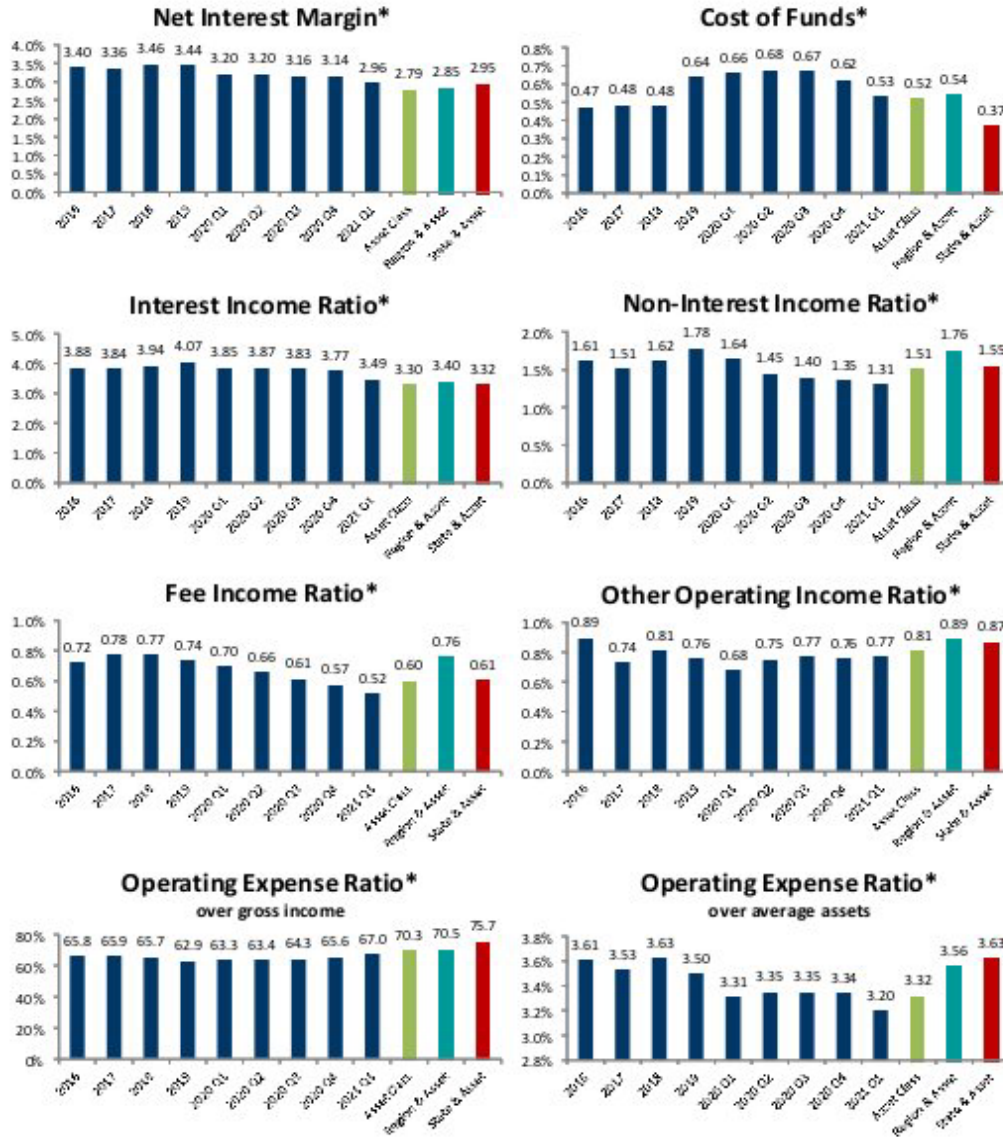 Net Interest Margin*
4.0%
3.5%
3.0%
2.5%
2.0%
1.5%
1.0%
0.5%
0.0%
3.40 3.36 3.46 3.44 3.20 3.20 3.16 3.14 2.96 2.79 2.85 2.95
2016 2017 2018 2019 2020 Q1 2020 Q2 2020 Q3 2020 Q4 2021 Q1 Asset Class Region & Asset State & Asset
Cost of Funds*
0.8%
0.7%
0.6%
0.5%
0.4%
0.3%
0.2%
0.1%
0.0%
0.47 0.48 0.48 0.64 0.66 0.68 0.67 0.62 0.53 0.52 0.54 0.37
2016 2017 2018 2019 2020 Q1 2020 Q2 2020 Q3 2020 Q4 2021 Q1 Asset Class Region & Asset State & Asset
Interest Income Ratio*
5.0%
4.0%
3.0%
2.0%
1.0%
0.0%
3.88 3.84 3.94 4.07 3.85 3.87 3.83 3.77 3.49 3.30 3.40 3.32
2016 2017 2018 2019 2020 Q1 2020 Q2 2020 Q3 2020 Q4 2021 Q1 Asset Class Region & Asset State & Asset
Non-Interest Income Ratio*
2.0%
1.5%
1.0%
0.5%
0.0%
1.61 1.51 1.62 1.78 1.64 1.45 1.40 1.35 1.31 1.51 1.76 1.55
2016 2017 2018 2019 2020 Q1 2020 Q2 2020 Q3 2020 Q4 2021 Q1 Asset Class Region & Asset State & Asset
Fee Income Ratio*
1.0%
0.8%
0.6%
0.4%
0.2%
0.0%
0.72 0.78 0.77 0.74 0.70 0.66 0.61 0.57 0.52 0.60 0.76 0.61
2016 2017 2018 2019 2020 Q1 2020 Q2 2020 Q3 2020 Q4 2021 Q1 Asset Class Region & Asset State & Asset
Other Operating Income Ratio*
1.0%
0.8%
0.6%
0.4%
0.2%
0.0%
0.89 0.74 0.81 0.76 0.68 0.75 0.77 0.76 0.77 0.81 0.89 0.87
2016 2017 2018 2019 2020 Q1 2020 Q2 2020 Q3 2020 Q4 2021 Q1 Asset Class Region & Asset State & Asset
Operating Expense Ratio*
over gross income
80%
60%
40%
20%
0%
65.8 65.9 65.7 62.9 63.3 63.4 64.3 65.6 67.0 70.3 70.5 75.7
2016 2017 2018 2019 2020 Q1 2020 Q2 2020 Q3 2020 Q4 2021 Q1 Asset Class Region & Asset State & Asset
Operating Expense Ratio*
over average assets
3.8%
3.6%
3.4%
3.2%
3.0%
2.8%
3.61 3.53 3.63 3.50 3.31 3.35 3.35 3.34 3.20 3.32 3.56 3.63
2016 2017 2018 2019 2020 Q1 2020 Q2 2020 Q3 2020 Q4 2021 Q1 Asset Class Region & Asset State & Asset